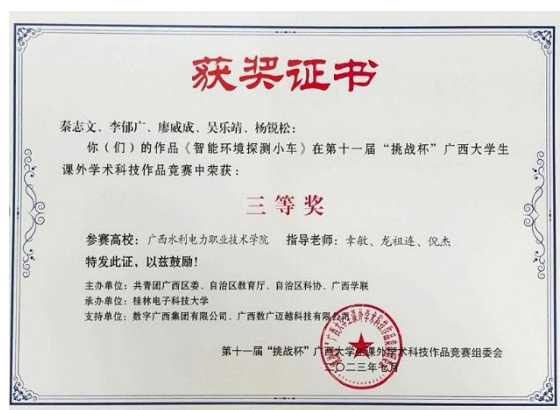 获奖证书
秦志文、李郁广、廖威成、吴乐靖、杨锐松：
你（们）的作品《智能环境探测小车》在第十一届“挑战杯”广西大学生
课外学术科技作品竞赛中荣获：
三等奖
参赛高校：广西水利电力职业技术学院 指导老师：幸敏、龙祖连、倪杰
特发此证，以兹鼓励！
主办单位：共青团广西区委、自治区教育厅、自治区科协、广西学联
承办单位：桂林电子科技大学
支持单位：数字广西集团有限公司、广西数广迈越科技有限公司
第十一届“挑战杯”广西大学生课外学术科技作品竞赛组委会
二〇二三年七月